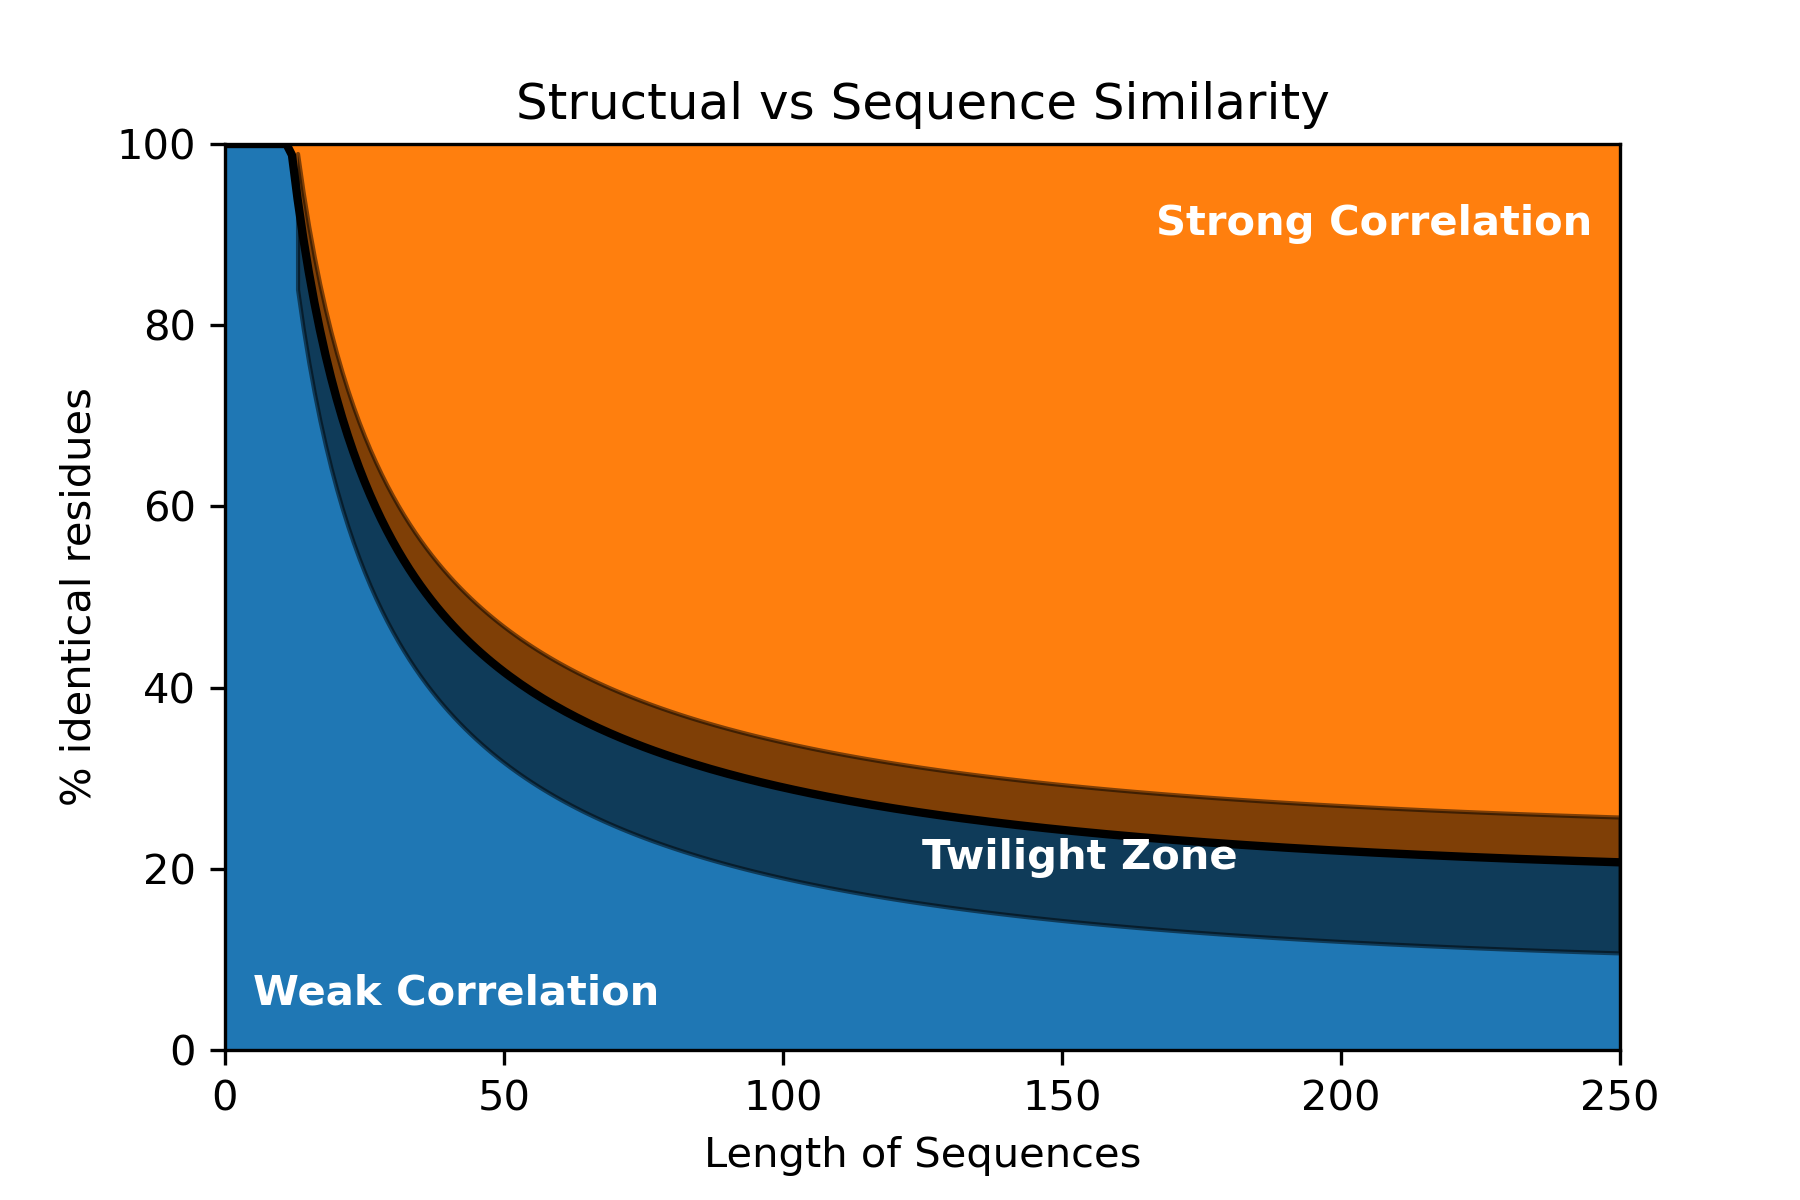 Structual vs Sequence Similarity
100
80
60
40
20
0
% identical residues
Strong Correlation
Twilight Zone
Weak Correlation
0 50 100 150 200 250
Length of Sequences